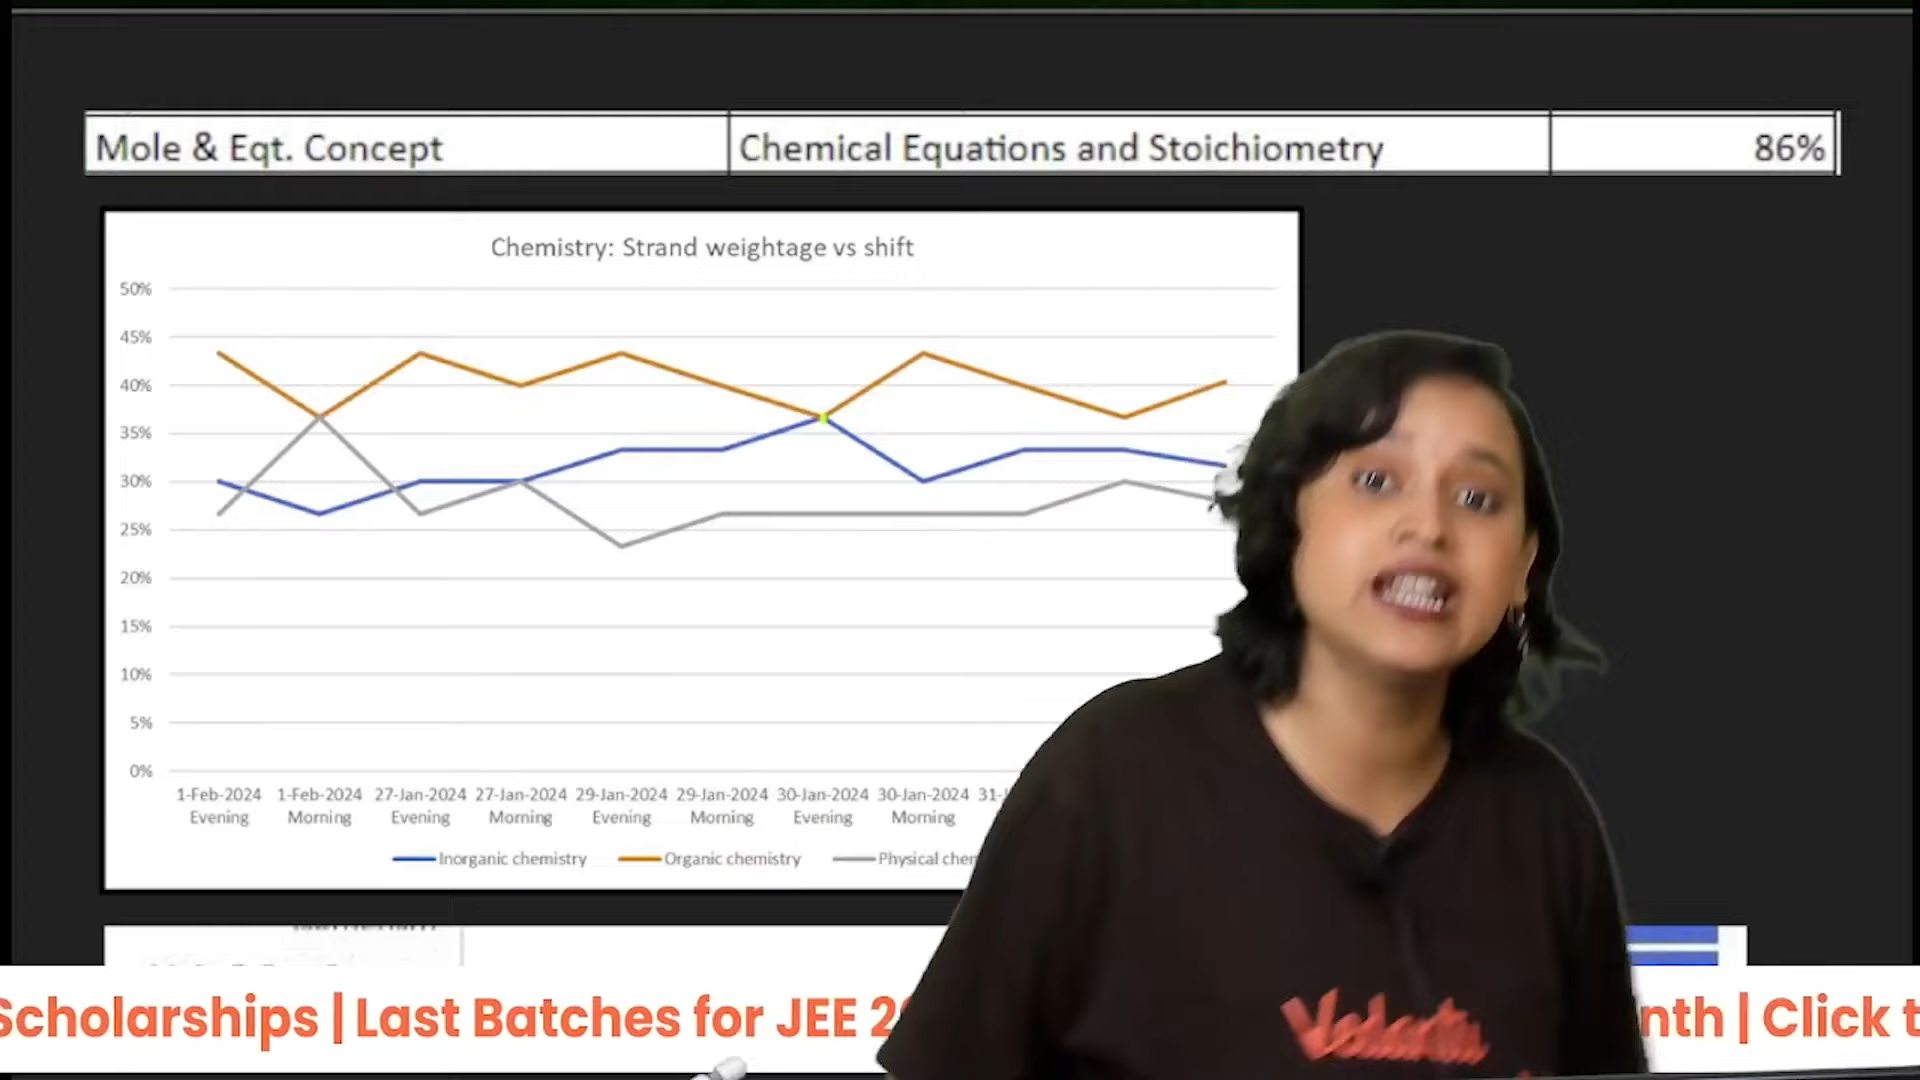 Mole & Eqt. Concept
Chemical Equations and Stoichiometry
86%
Chemistry: Strand weightage vs shift
50%
45%
40%
35%
30%
25%
20%
15%
10%
5%
0%
1-Feb-2024 Evening
1-Feb-2024 Morning
27-Jan-2024 Evening
27-Jan-2024 Morning
29-Jan-2024 Evening
29-Jan-2024 Morning
30-Jan-2024 Evening
30-Jan-2024 Morning
Inorganic chemistry
Organic chemistry
Physical
Scholarships | Last Batches for JEE
| Click
Vedantu